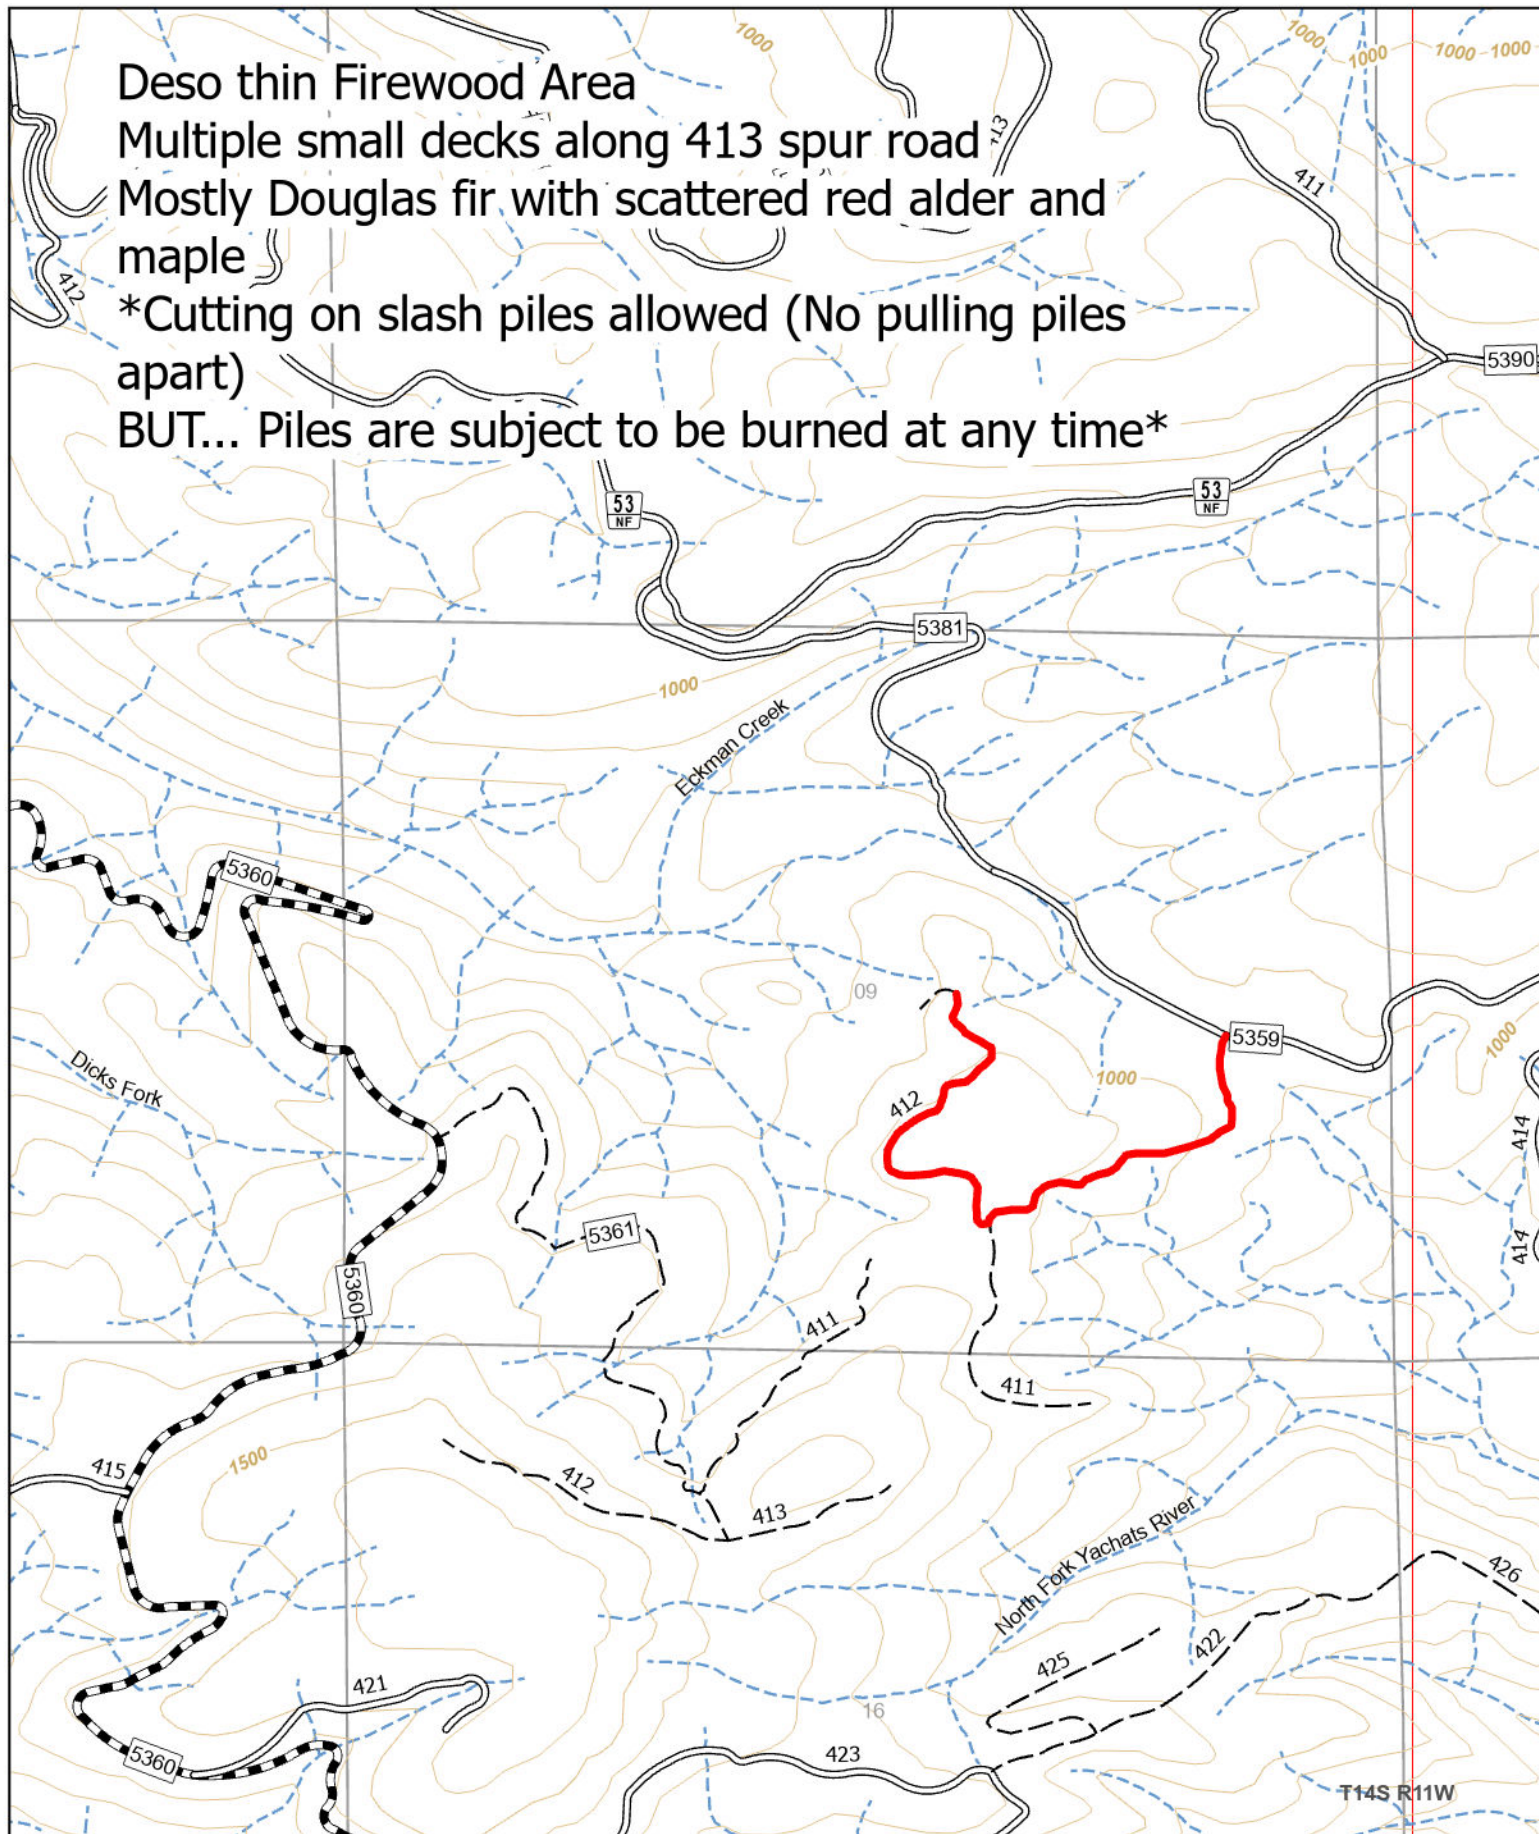 Deso thin Firewood Area
Multiple small decks along 413 spur road
Mostly Douglas fir with scattered red alder and
maple
*Cutting on slash piles allowed (No pulling piles
apart)
BUT... Piles are subject to be burned at any time*
1000
1000
1000
1000
1000
411
412
5390
53
NF
53
NF
5381
1000
Eckman Creek
5360
09
5359
1000
1000
Dicks Fork
412
414
5361
414
5360
411
411
1500
415
412
413
North Fork Yachats River
426
422
425
421
16
423
5360
T14S R11W